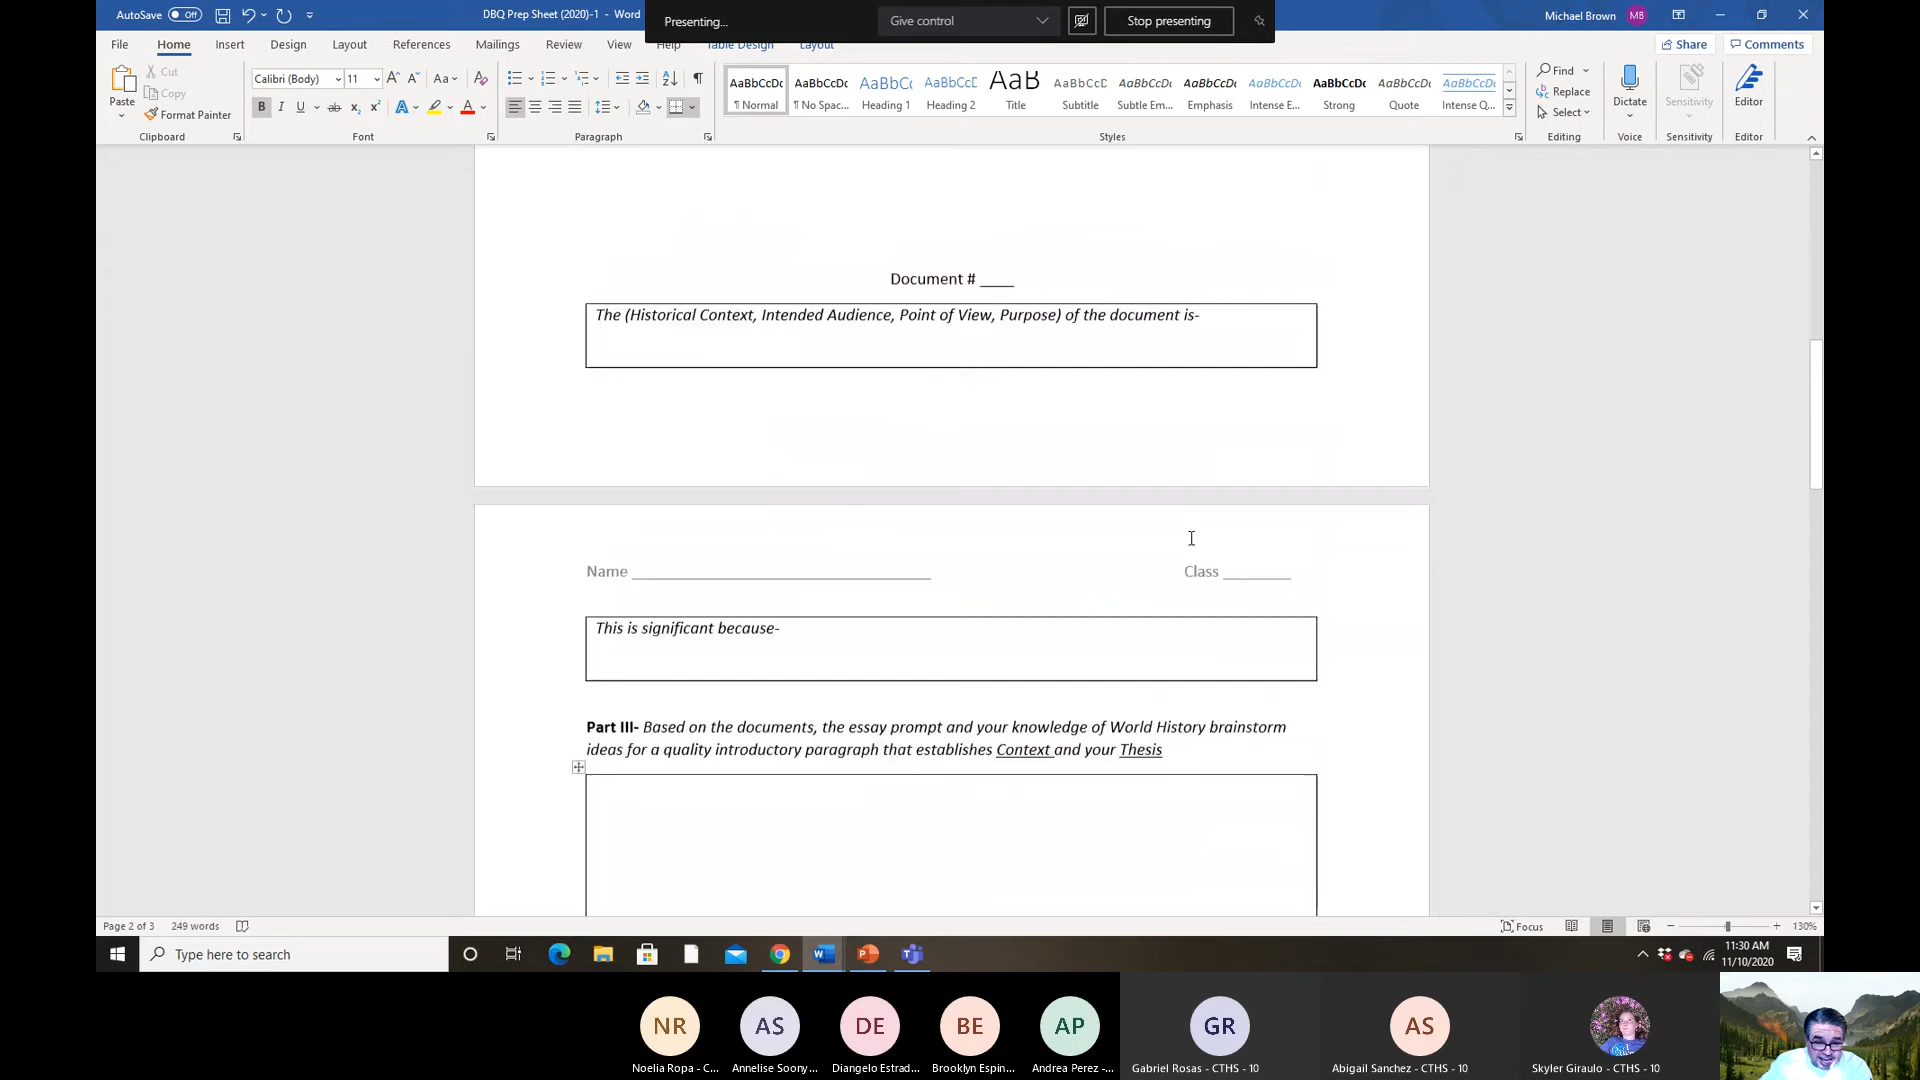 AutoSave Off DBQ Prep Sheet (2020)-1 - Word Presenting... Give control Stop presenting Michael Brown MB
File Home Insert Design Layout References Mailings Review View Help Table Design Layout Share Comments
Calibri (Body) 11 Aa
Paste Cut Copy Format Painter
B I U ab x₂ x² A A
AaBbCcDc AaBbCcDc AaBbCc AaBbCcD AaB AaBbCcD AaBbCcDc AaBbCcDc AaBbCcDc AaBbCcDc AaBbCcDc AaBbCcDc
¶ Normal ¶ No Spac... Heading 1 Heading 2 Title Subtitle Subtle Em... Emphasis Intense E... Strong Quote Intense Q...
Find Replace Select Dictate Sensitivity Editor
Clipboard Font Paragraph Styles Editing Voice Sensitivity Editor
Document # ____
The (Historical Context, Intended Audience, Point of View, Purpose) of the document is-
Name ___________________________________ Class ________
This is significant because-
Part III- Based on the documents, the essay prompt and your knowledge of World History brainstorm
ideas for a quality introductory paragraph that establishes Context and your Thesis
Page 2 of 3 249 words Focus 130%
Type here to search 11:30 AM
11/10/2020
NR AS DE BE AP GR AS
Noelia Ropa - C... Annelise Soony... Diangelo Estrad... Brooklyn Espin... Andrea Perez -... Gabriel Rosas - CTHS - 10 Abigail Sanchez - CTHS - 10 Skyler Giraulo - CTHS - 10